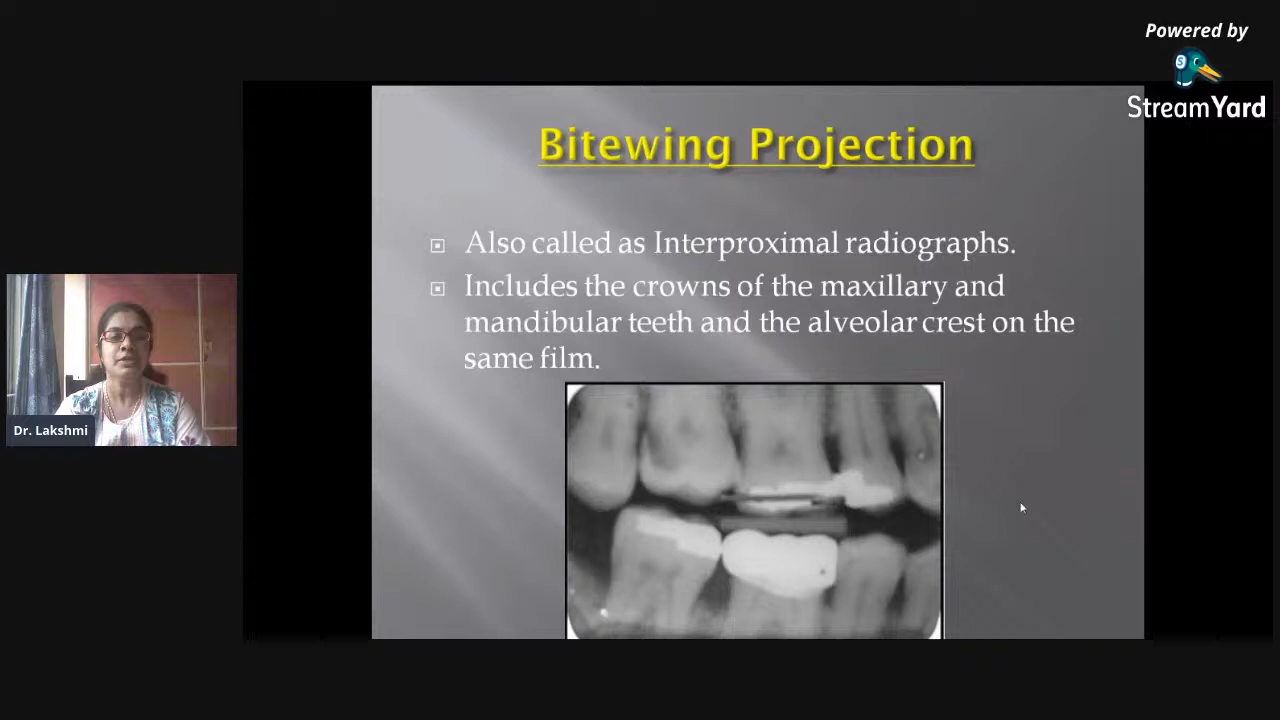 Powered by
StreamYard
Bitewing Projection
Also called as Interproximal radiographs.
Includes the crowns of the maxillary and
mandibular teeth and the alveolar crest on the
same film.
Dr. Lakshmi